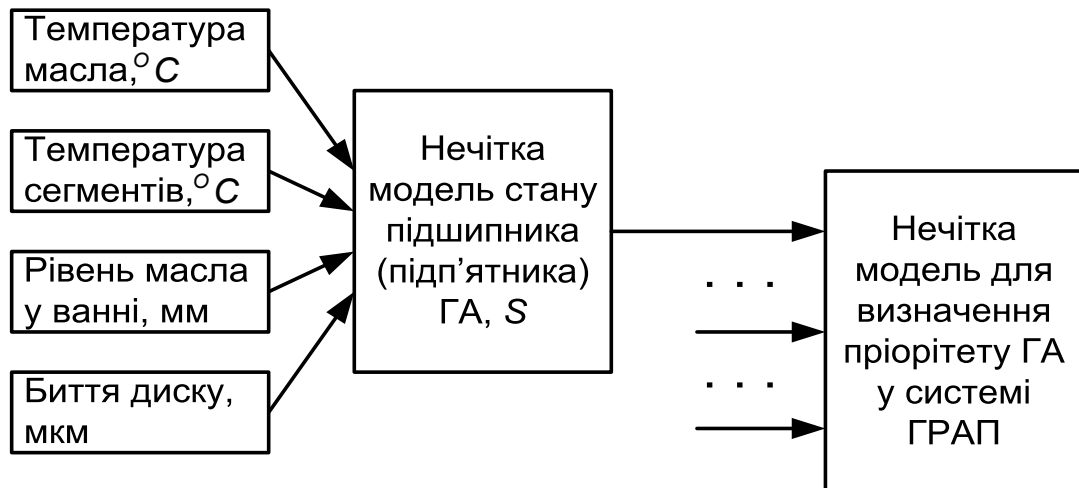 Температура
масла,°C
Температура
сегментів,°C
Рівень масла
у ванні, мм
Биття диску,
мкм
Нечітка
модель стану
підшипника
(підп’ятника)
ГА, S
. . .
. . .
Нечітка
модель для
визначення
пріорітету ГА
у системі
ГРАП